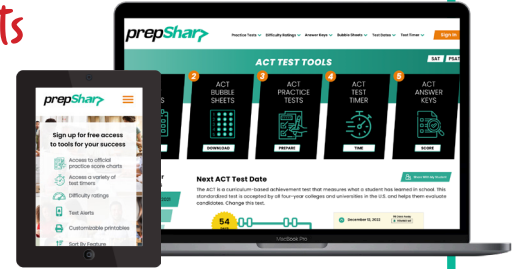 ts
prepSharp
Practice Tests Difficulty Ratings Answer Keys Bubble Sheets Test Dates Test Timer Sign In
ACT TEST TOOLS
SAT PSAT
2 3 4 5
ACT BUBBLE SHEETS
DOWNLOAD
ACT PRACTICE TESTS
PREPARE
ACT TEST TIMER
TIME
ACT ANSWER KEYS
SCORE
Next ACT Test Date
The ACT is a curriculum-based achievement test that measures what a student has learned in school. This
standardized test is accepted by all four-year colleges and universities in the U.S. and helps them evaluate
candidates. Change this text.
54
December 10, 2022
MacBook Pro
prepSharp
Sign up for free access
to tools for your success
Access to official
practice score charts
Access a variety of
test timers
Difficulty ratings
Test Alerts
Customizable printables
Sort By Feature